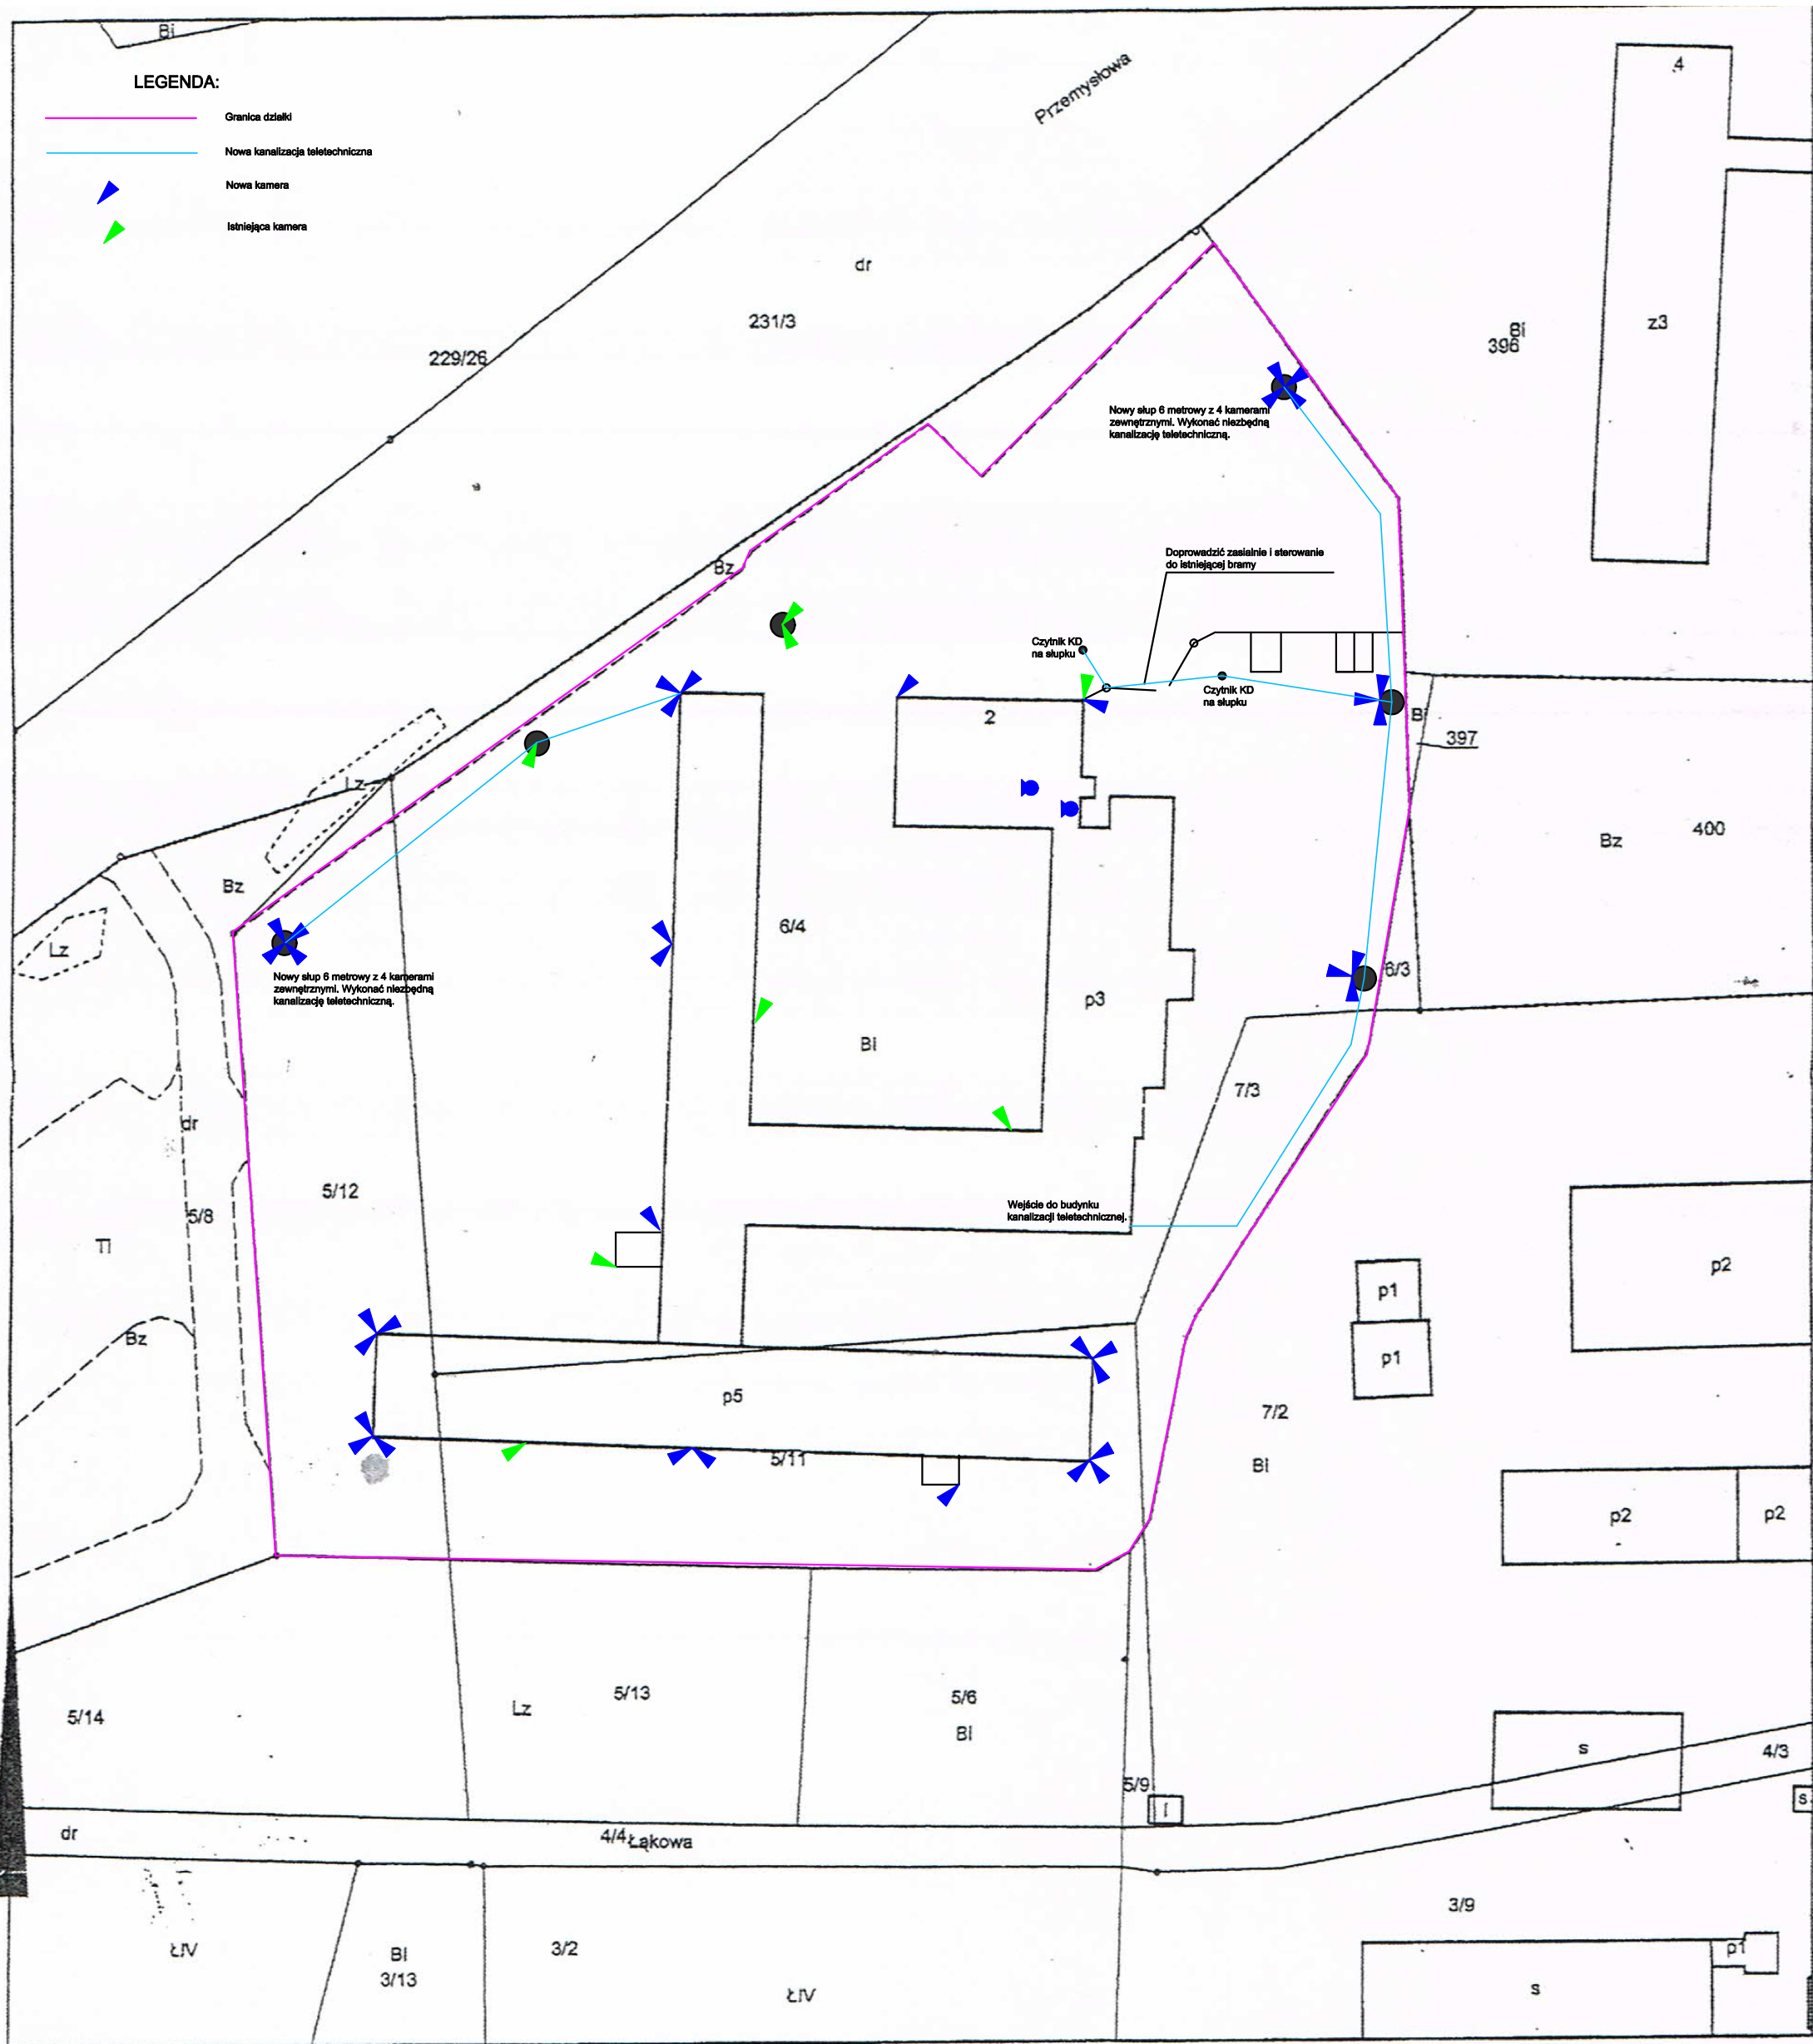 Bi
LEGENDA:
Granica działki
Nowa kanalizacja teletechniczna
Nowa kamera
Istniejąca kamera
Przemysłowa
4
dr
231/3
229/26
Bi
396
z3
Nowy słup 6 metrowy z 4 kamerami
zewnętrznymi. Wykonać niezbędną
kanalizację teletechniczną.
Doprowadzić zasialnie i sterowanie
do istniejącej bramy
Bz
Czytnik KD
na słupku
Czytnik KD
na słupku
2
Bi
397
Lz
Bz
400
Bz
Lz
6/4
6/3
Nowy słup 6 metrowy z 4 kamerami
zewnętrznymi. Wykonać niezbędną
kanalizację teletechniczną.
p3
Bi
7/3
dr
5/12
5/8
Wejście do budynku
kanalizacji teletechnicznej.
Tl
p2
p1
Bz
p1
p5
7/2
5/11
Bi
p2
p2
5/13
5/6
Lz
5/14
Bi
s
4/3
5/9
s
dr
4/4 Łąkowa
3/9
ŁIV
Bi
3/13
3/2
p1
s
ŁIV